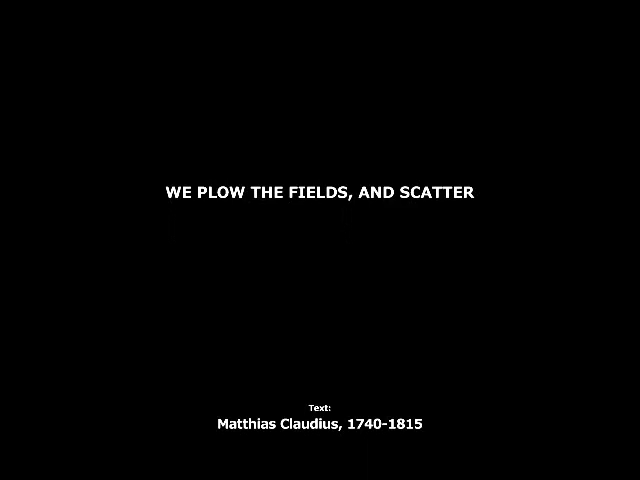 WE PLOW THE FIELDS, AND SCATTER
Text:
Matthias Claudius, 1740-1815